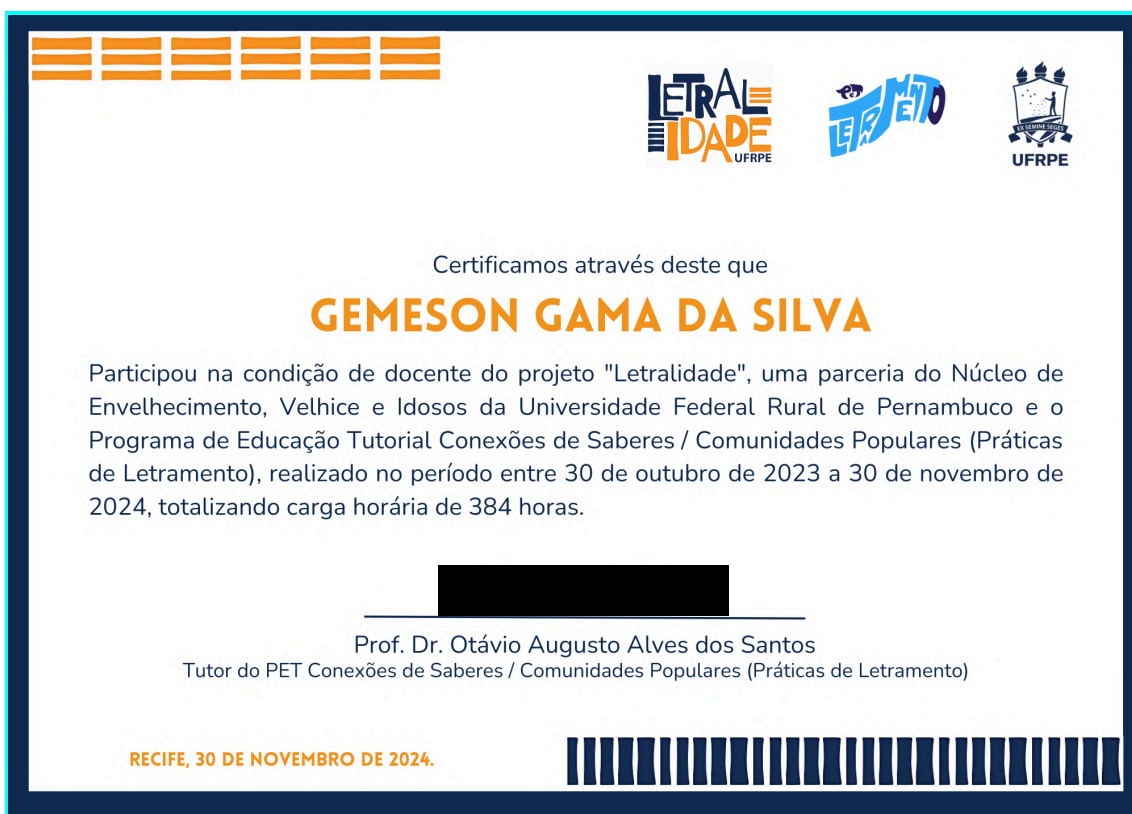 LETRALIDADE UFRPE
PET LETRAMENTO
EX SEMINE SEGES
UFRPE
Certificamos através deste que
GEMESON GAMA DA SILVA
Participou na condição de docente do projeto "Letralidade", uma parceria do Núcleo de
Envelhecimento, Velhice e Idosos da Universidade Federal Rural de Pernambuco e o
Programa de Educação Tutorial Conexões de Saberes / Comunidades Populares (Práticas
de Letramento), realizado no período entre 30 de outubro de 2023 a 30 de novembro de
2024, totalizando carga horária de 384 horas.
Prof. Dr. Otávio Augusto Alves dos Santos
Tutor do PET Conexões de Saberes / Comunidades Populares (Práticas de Letramento)
RECIFE, 30 DE NOVEMBRO DE 2024.